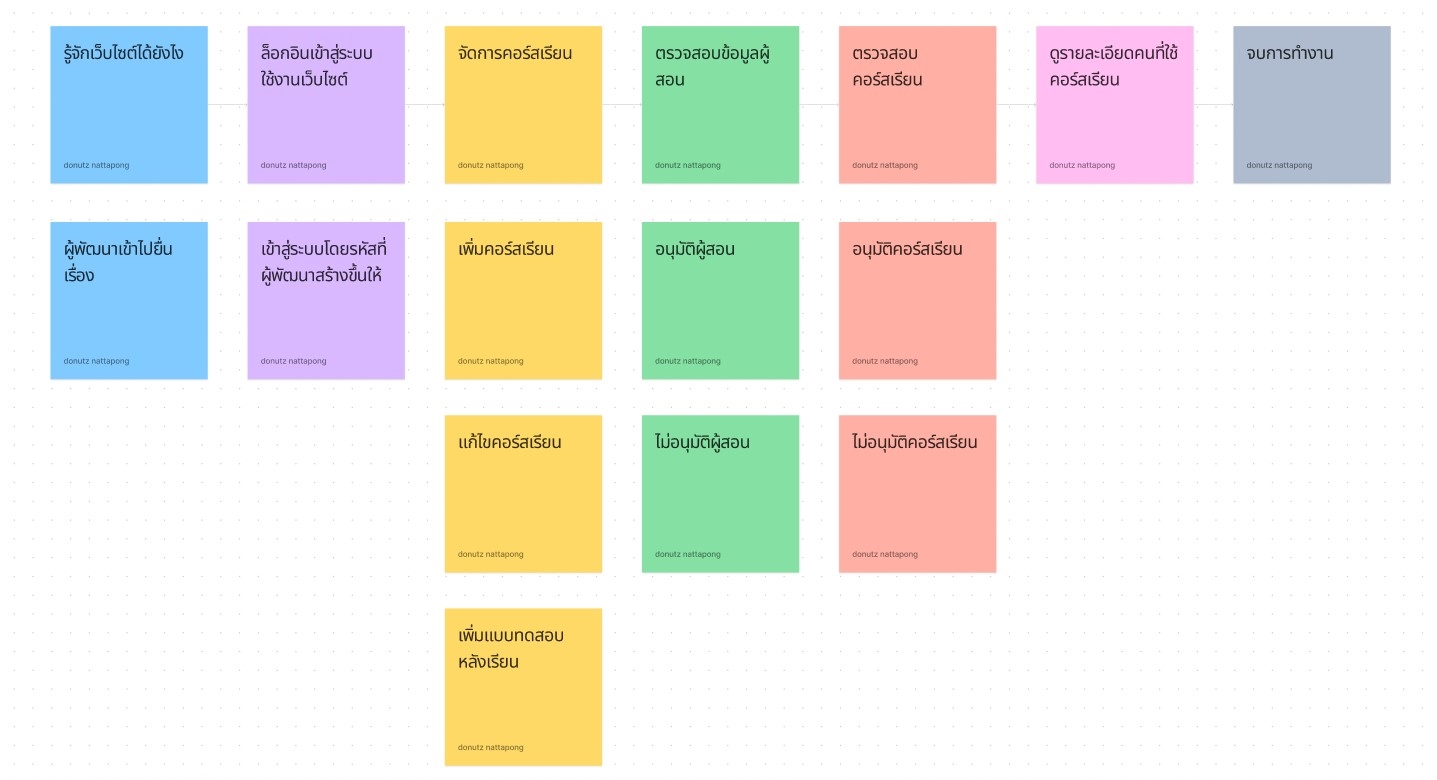 รู้จักเว็บไซต์ได้ยังไง
donutz nattapong
ล็อกอินเข้าสู่ระบบ
ใช้งานเว็บไซต์
donutz nattapong
จัดการคอร์สเรียน
donutz nattapong
ตรวจสอบข้อมูลผู้
สอน
donutz nattapong
ตรวจสอบ
คอร์สเรียน
donutz nattapong
ดูรายละเอียดคนที่ใช้
คอร์สเรียน
donutz nattapong
จบการทำงาน
donutz nattapong
ผู้พัฒนาเข้าไปยื่น
เรื่อง
donutz nattapong
เข้าสู่ระบบโดยรหัสที่
ผู้พัฒนาสร้างขึ้นให้
donutz nattapong
เพิ่มคอร์สเรียน
donutz nattapong
อนุมัติผู้สอน
donutz nattapong
อนุมัติคอร์สเรียน
donutz nattapong
แก้ไขคอร์สเรียน
donutz nattapong
ไม่อนุมัติผู้สอน
donutz nattapong
ไม่อนุมัติคอร์สเรียน
donutz nattapong
เพิ่มแบบทดสอบ
หลังเรียน
donutz nattapong